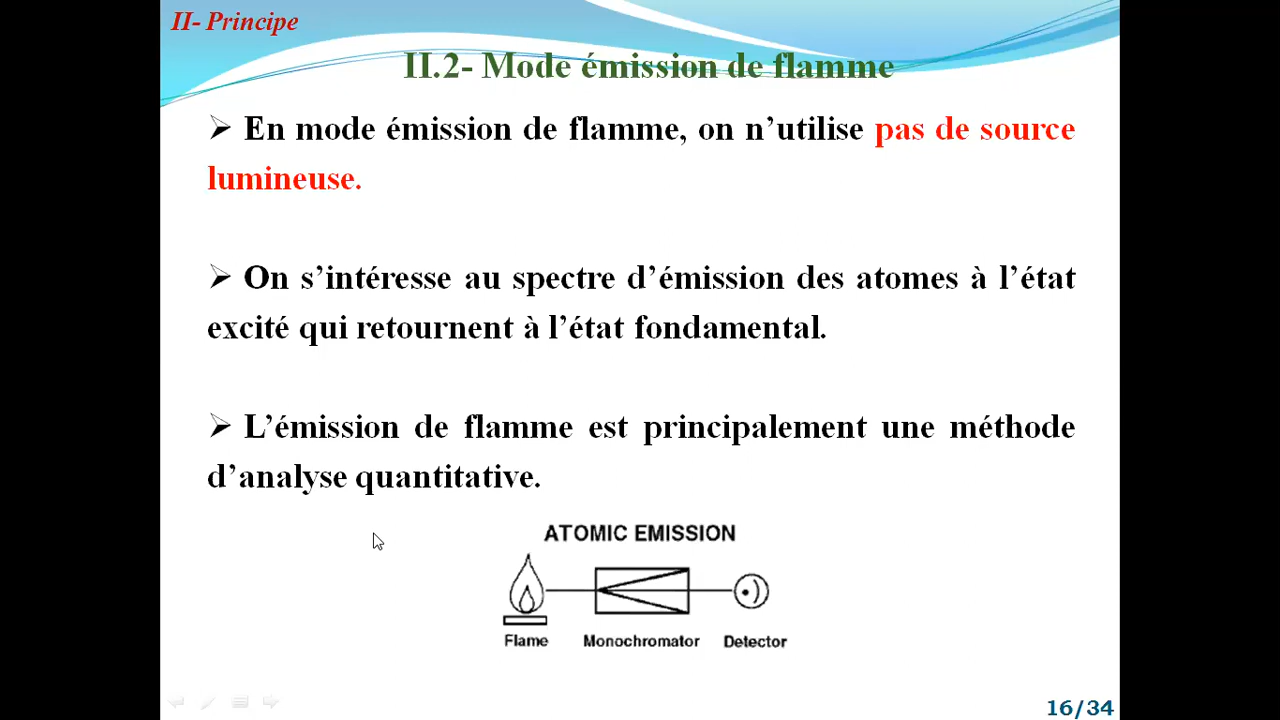 II- Principe
II.2- Mode émission de flamme
➢ En mode émission de flamme, on n’utilise pas de source
lumineuse.
➢ On s’intéresse au spectre d’émission des atomes à l’état
excité qui retournent à l’état fondamental.
➢ L’émission de flamme est principalement une méthode
d’analyse quantitative.
ATOMIC EMISSION
Flame Monochromator Detector
16/34